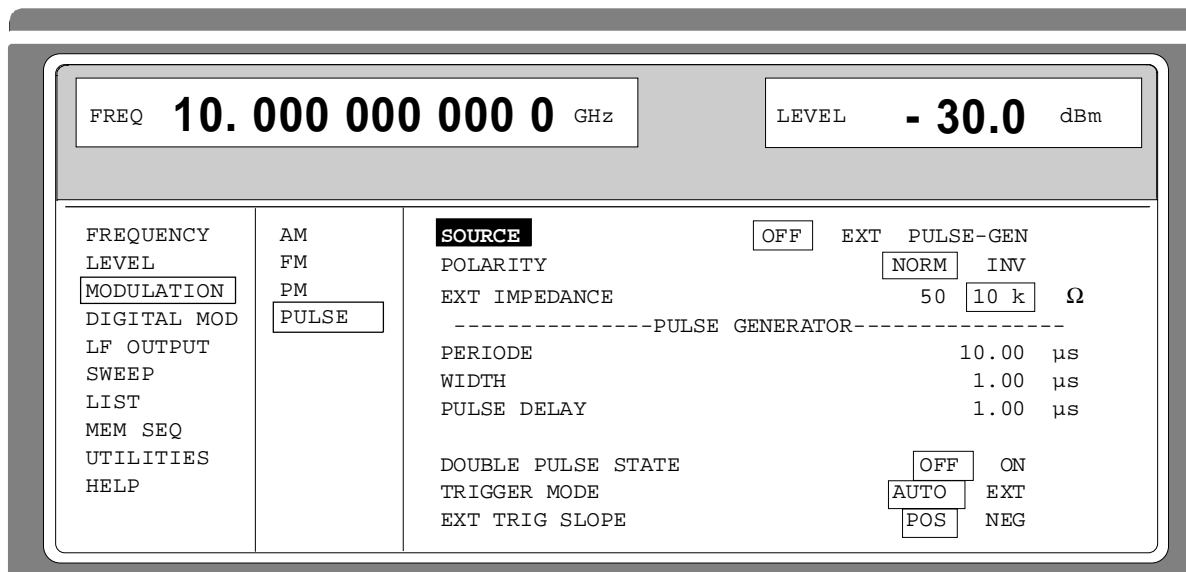 FREQ 10. 000 000 000 0 GHz LEVEL - 30.0 dBm
FREQUENCY AM SOURCE OFF EXT PULSE-GEN
LEVEL FM POLARITY NORM INV
MODULATION PM EXT IMPEDANCE 50 10 k Ω
DIGITAL MOD PULSE ---------------PULSE GENERATOR----------------
LF OUTPUT PERIODE 10.00 µs
SWEEP WIDTH 1.00 µs
LIST PULSE DELAY 1.00 µs
MEM SEQ
UTILITIES DOUBLE PULSE STATE OFF ON
HELP TRIGGER MODE AUTO EXT
EXT TRIG SLOPE POS NEG